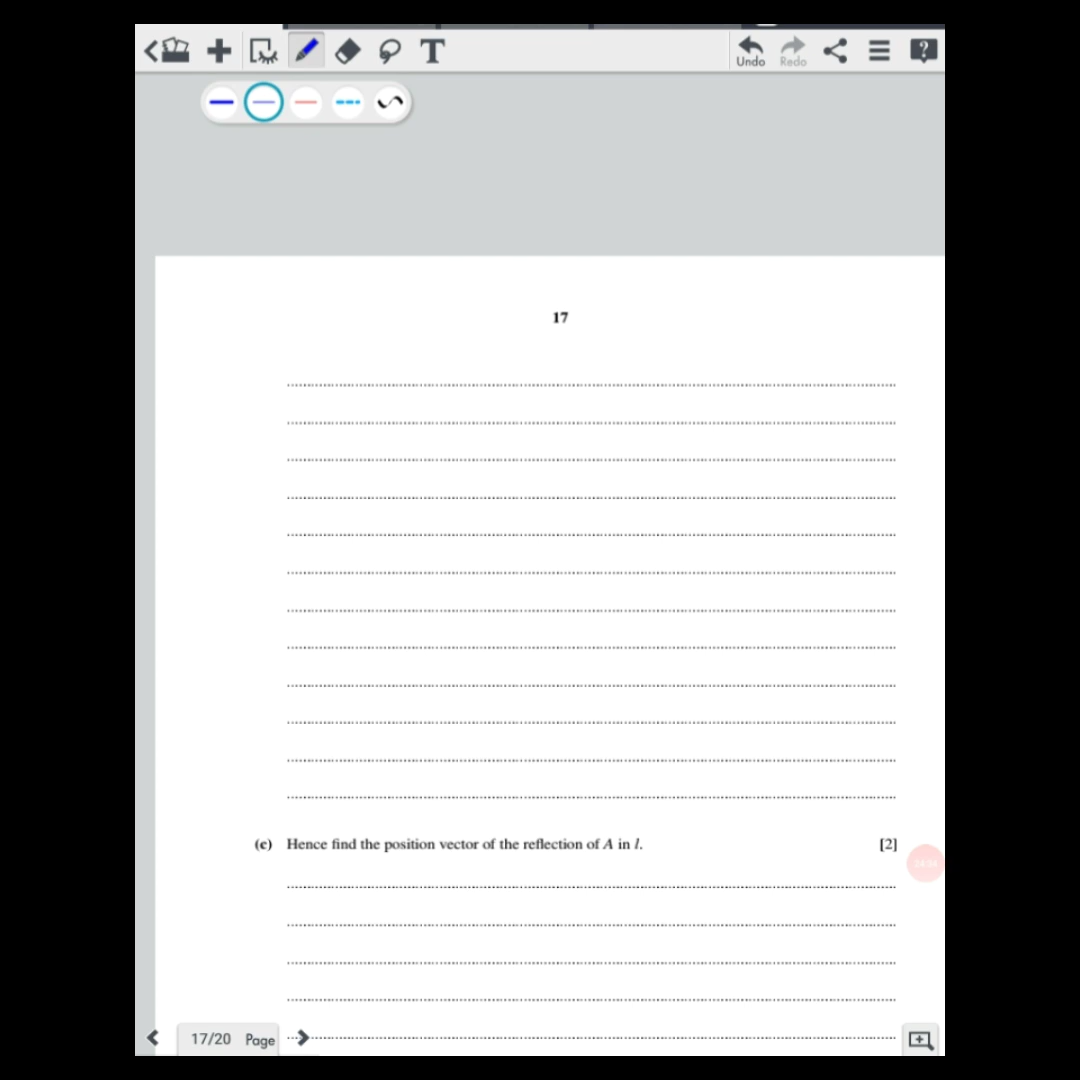 T
Undo
Redo
17
(c) Hence find the position vector of the reflection of A in l. [2]
17/20 Page